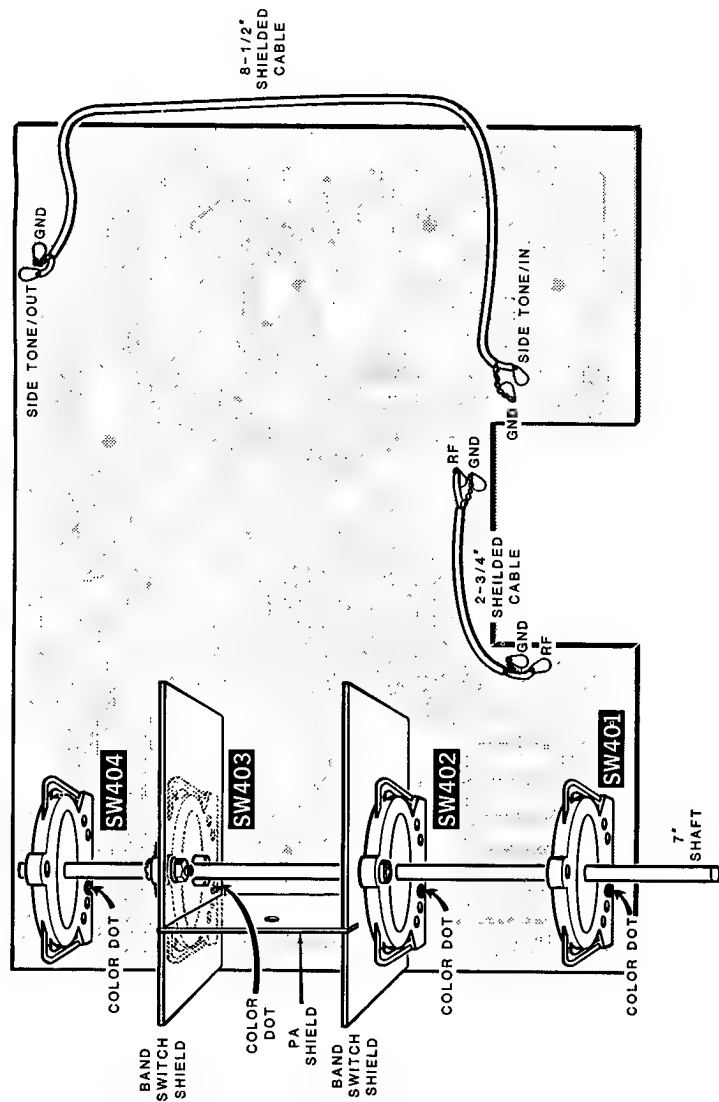 8-1/2"
SHIELDED
CABLE
GND
SIDE TONE/OUT
SIDE TONE/IN
GND
RF
GND
2-3/4"
SHEILDED
CABLE
GND
RF
SW404
SW403
SW402
SW401
COLOR DOT
BAND
SWITCH
SHIELD
COLOR
DOT
PA
SHIELD
BAND
SWITCH
SHIELD
COLOR DOT
COLOR DOT
7"
SHAFT